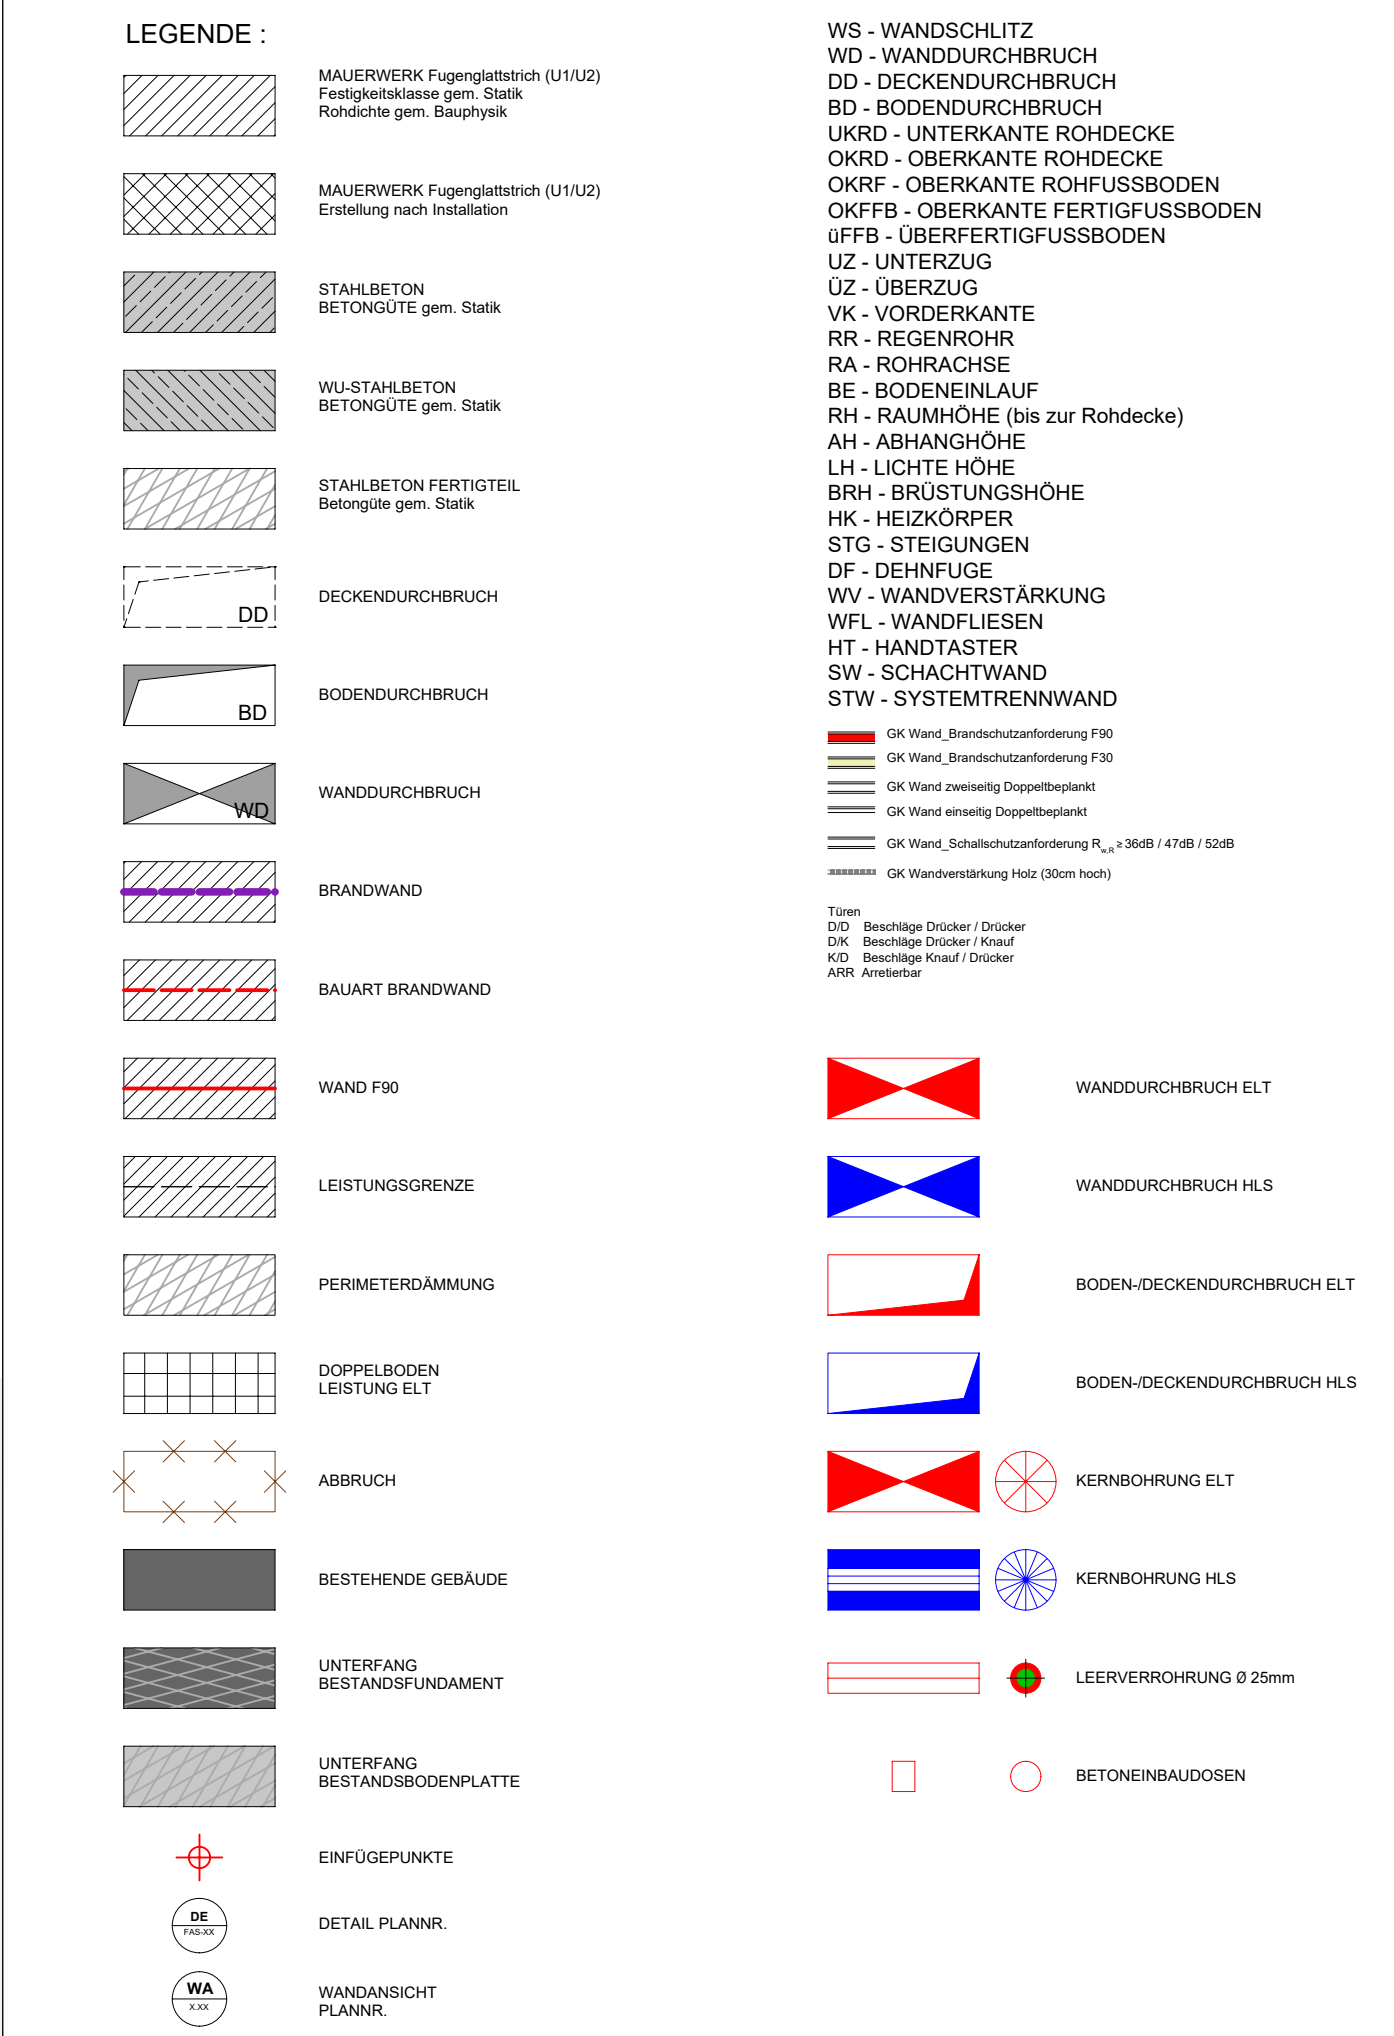 LEGENDE :
MAUERWERK Fugenglattstrich (U1/U2)
Festigkeitsklasse gem. Statik
Rohdichte gem. Bauphysik
MAUERWERK Fugenglattstrich (U1/U2)
Erstellung nach Installation
STAHLBETON
BETONGÜTE gem. Statik
WU-STAHLBETON
BETONGÜTE gem. Statik
STAHLBETON FERTIGTEIL
Betongüte gem. Statik
DD
DECKENDURCHBRUCH
BD
BODENDURCHBRUCH
WD
WANDDURCHBRUCH
BRANDWAND
BAUART BRANDWAND
WAND F90
LEISTUNGSGRENZE
PERIMETERDÄMMUNG
DOPPELBODEN
LEISTUNG ELT
ABBRUCH
BESTEHENDE GEBÄUDE
UNTERFANG
BESTANDSFUNDAMENT
UNTERFANG
BESTANDSBODENPLATTE
EINFÜGEPUNKTE
DE
FAS-XX
DETAIL PLANNR.
WA
X.XX
WANDANSICHT
PLANNR.
WS - WANDSCHLITZ
WD - WANDDURCHBRUCH
DD - DECKENDURCHBRUCH
BD - BODENDURCHBRUCH
UKRD - UNTERKANTE ROHDECKE
OKRD - OBERKANTE ROHDECKE
OKRF - OBERKANTE ROHFUSSBODEN
OKFFB - OBERKANTE FERTIGFUSSBODEN
üFFB - ÜBERFERTIGFUSSBODEN
UZ - UNTERZUG
ÜZ - ÜBERZUG
VK - VORDERKANTE
RR - REGENROHR
RA - ROHRACHSE
BE - BODENEINLAUF
RH - RAUMHÖHE (bis zur Rohdecke)
AH - ABHANGHÖHE
LH - LICHTE HÖHE
BRH - BRÜSTUNGSHÖHE
HK - HEIZKÖRPER
STG - STEIGUNGEN
DF - DEHNFUGE
WV - WANDVERSTÄRKUNG
WFL - WANDFLIESEN
HT - HANDTASTER
SW - SCHACHTWAND
STW - SYSTEMTRENNWAND
GK Wand_Brandschutzanforderung F90
GK Wand_Brandschutzanforderung F30
GK Wand zweiseitig Doppeltbeplankt
GK Wand einseitig Doppeltbeplankt
GK Wand_Schallschutzanforderung Rw,R ≥ 36dB / 47dB / 52dB
GK Wandverstärkung Holz (30cm hoch)
Türen
D/D Beschläge Drücker / Drücker
D/K Beschläge Drücker / Knauf
K/D Beschläge Knauf / Drücker
ARR Arretierbar
WANDDURCHBRUCH ELT
WANDDURCHBRUCH HLS
BODEN-/DECKENDURCHBRUCH ELT
BODEN-/DECKENDURCHBRUCH HLS
KERNBOHRUNG ELT
KERNBOHRUNG HLS
LEERVERROHRUNG Ø 25mm
BETONEINBAUDOSEN